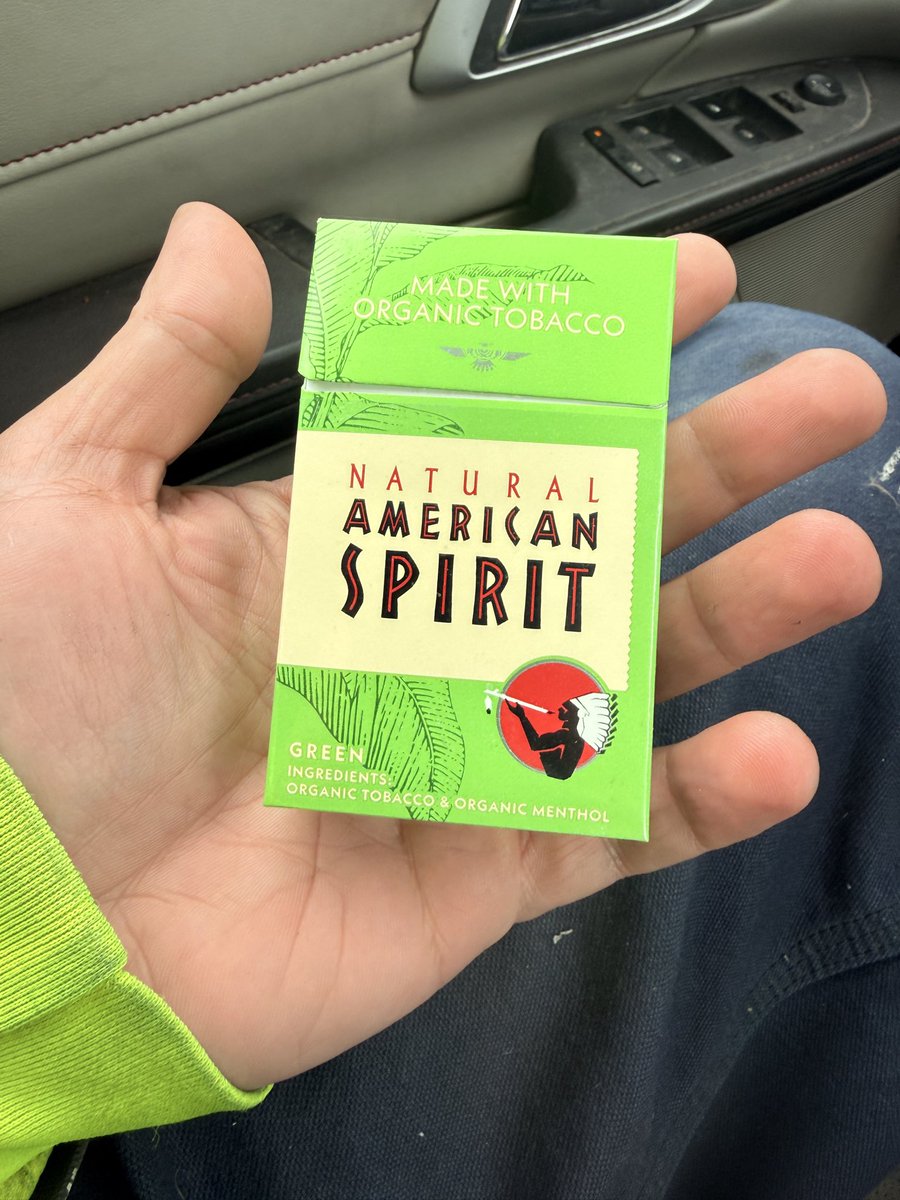 MADE WITH
ORGANIC TOBACCO
NATURAL
AMERICAN
SPIRIT
GREEN
INGREDIENTS:
ORGANIC TOBACCO & ORGANIC MENTHOL